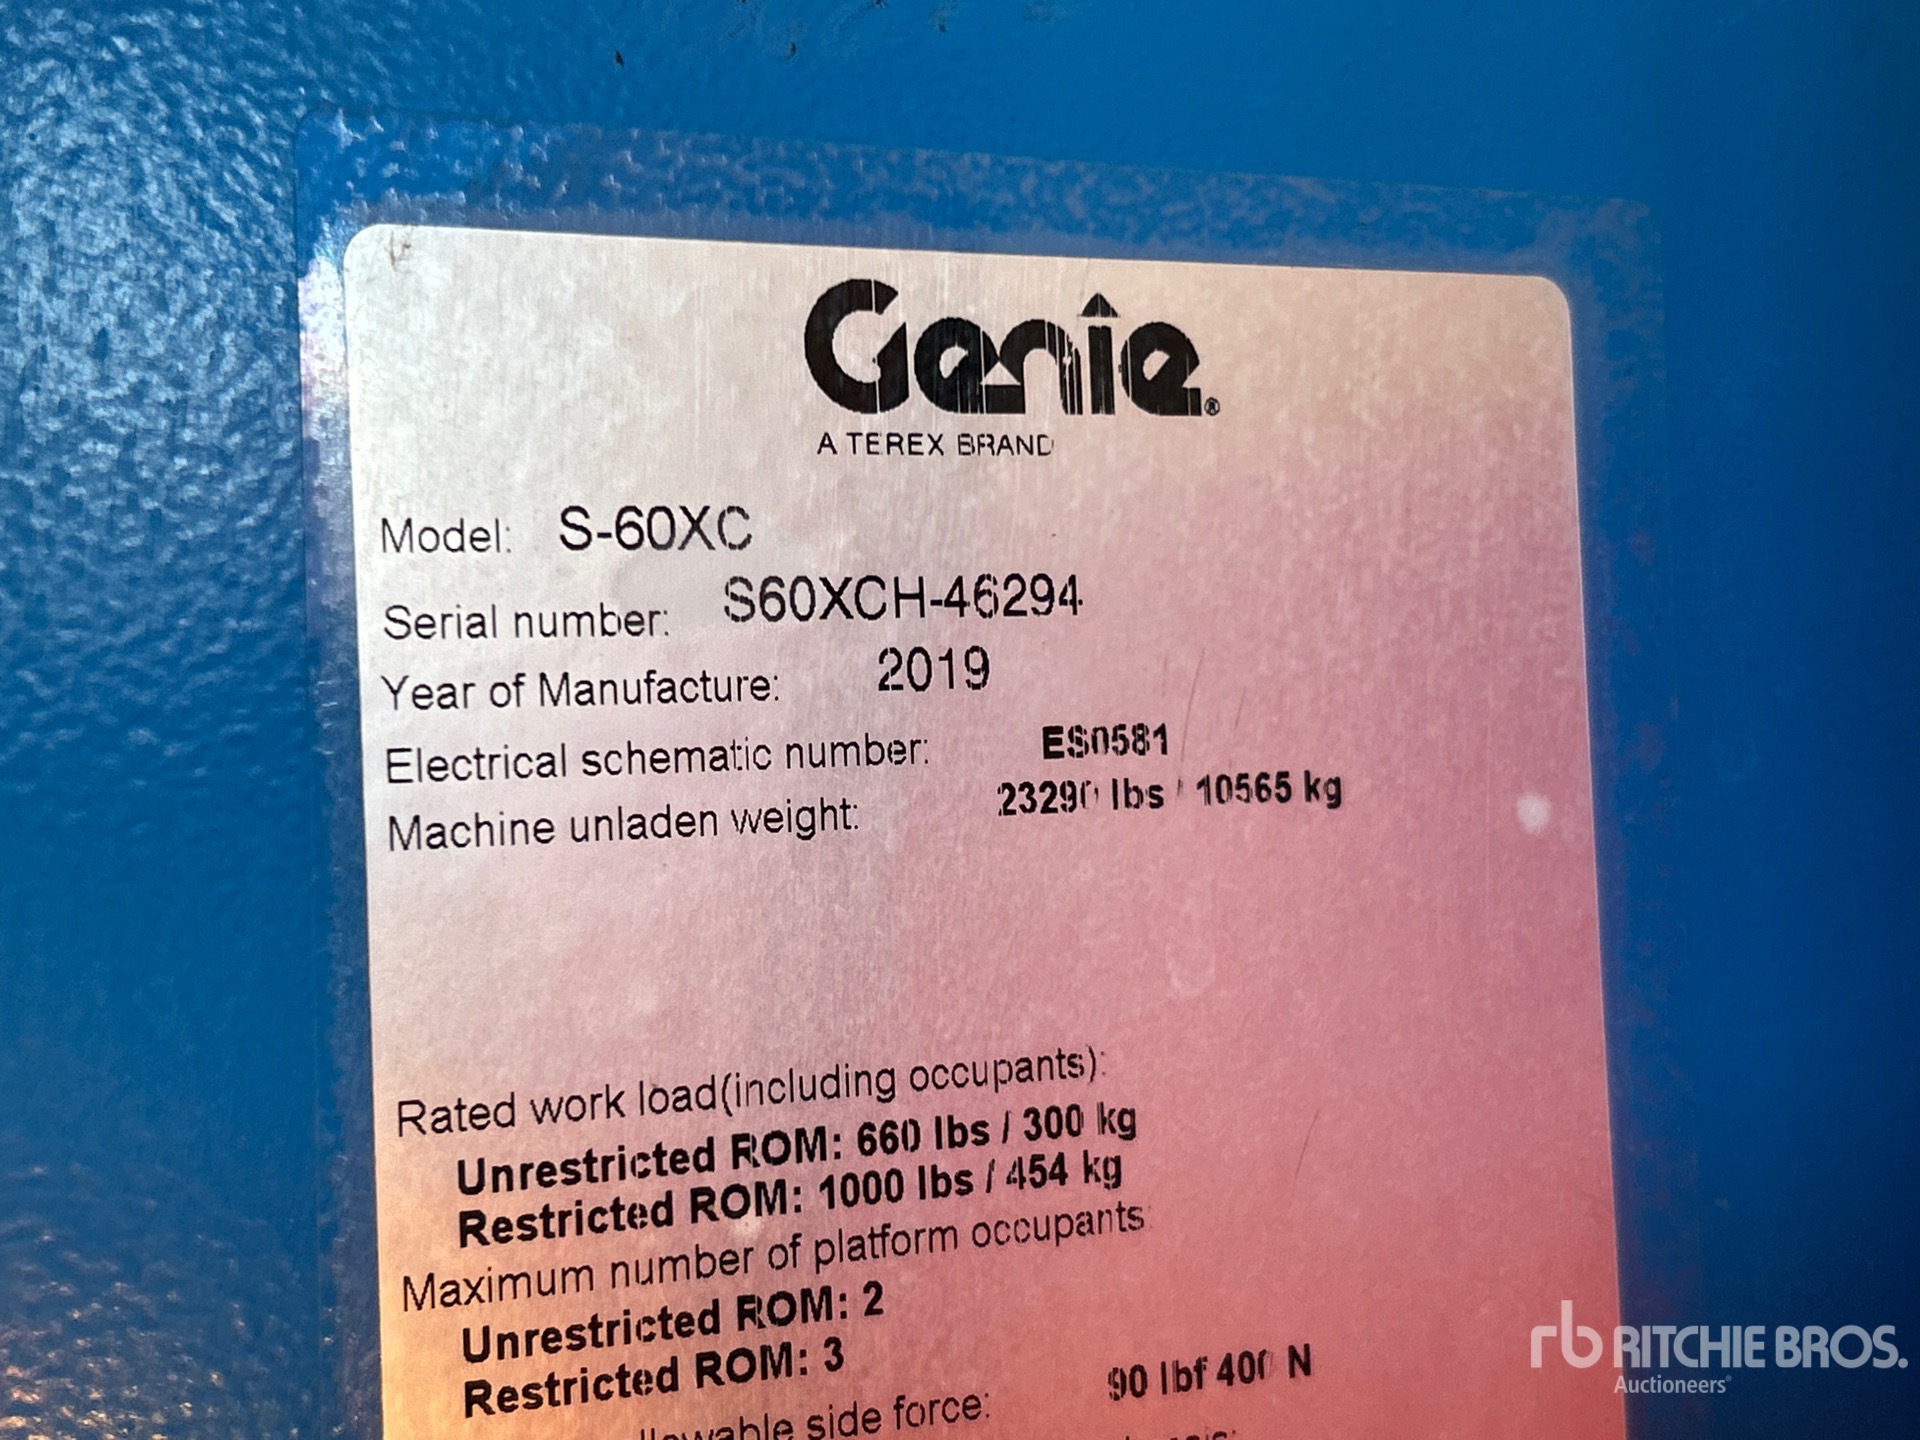 Genie®
A TEREX BRAND
Model: S-60XC
Serial number: S60XCH-46294
Year of Manufacture: 2019
Electrical schematic number: ES0581
Machine unladen weight: 23290 lbs / 10565 kg
Rated work load(including occupants):
Unrestricted ROM: 660 lbs / 300 kg
Restricted ROM: 1000 lbs / 454 kg
Maximum number of platform occupants:
Unrestricted ROM: 2
Restricted ROM: 3
side force: 90 lbf 400 N
rb RITCHIE BROS.
Auctioneers®